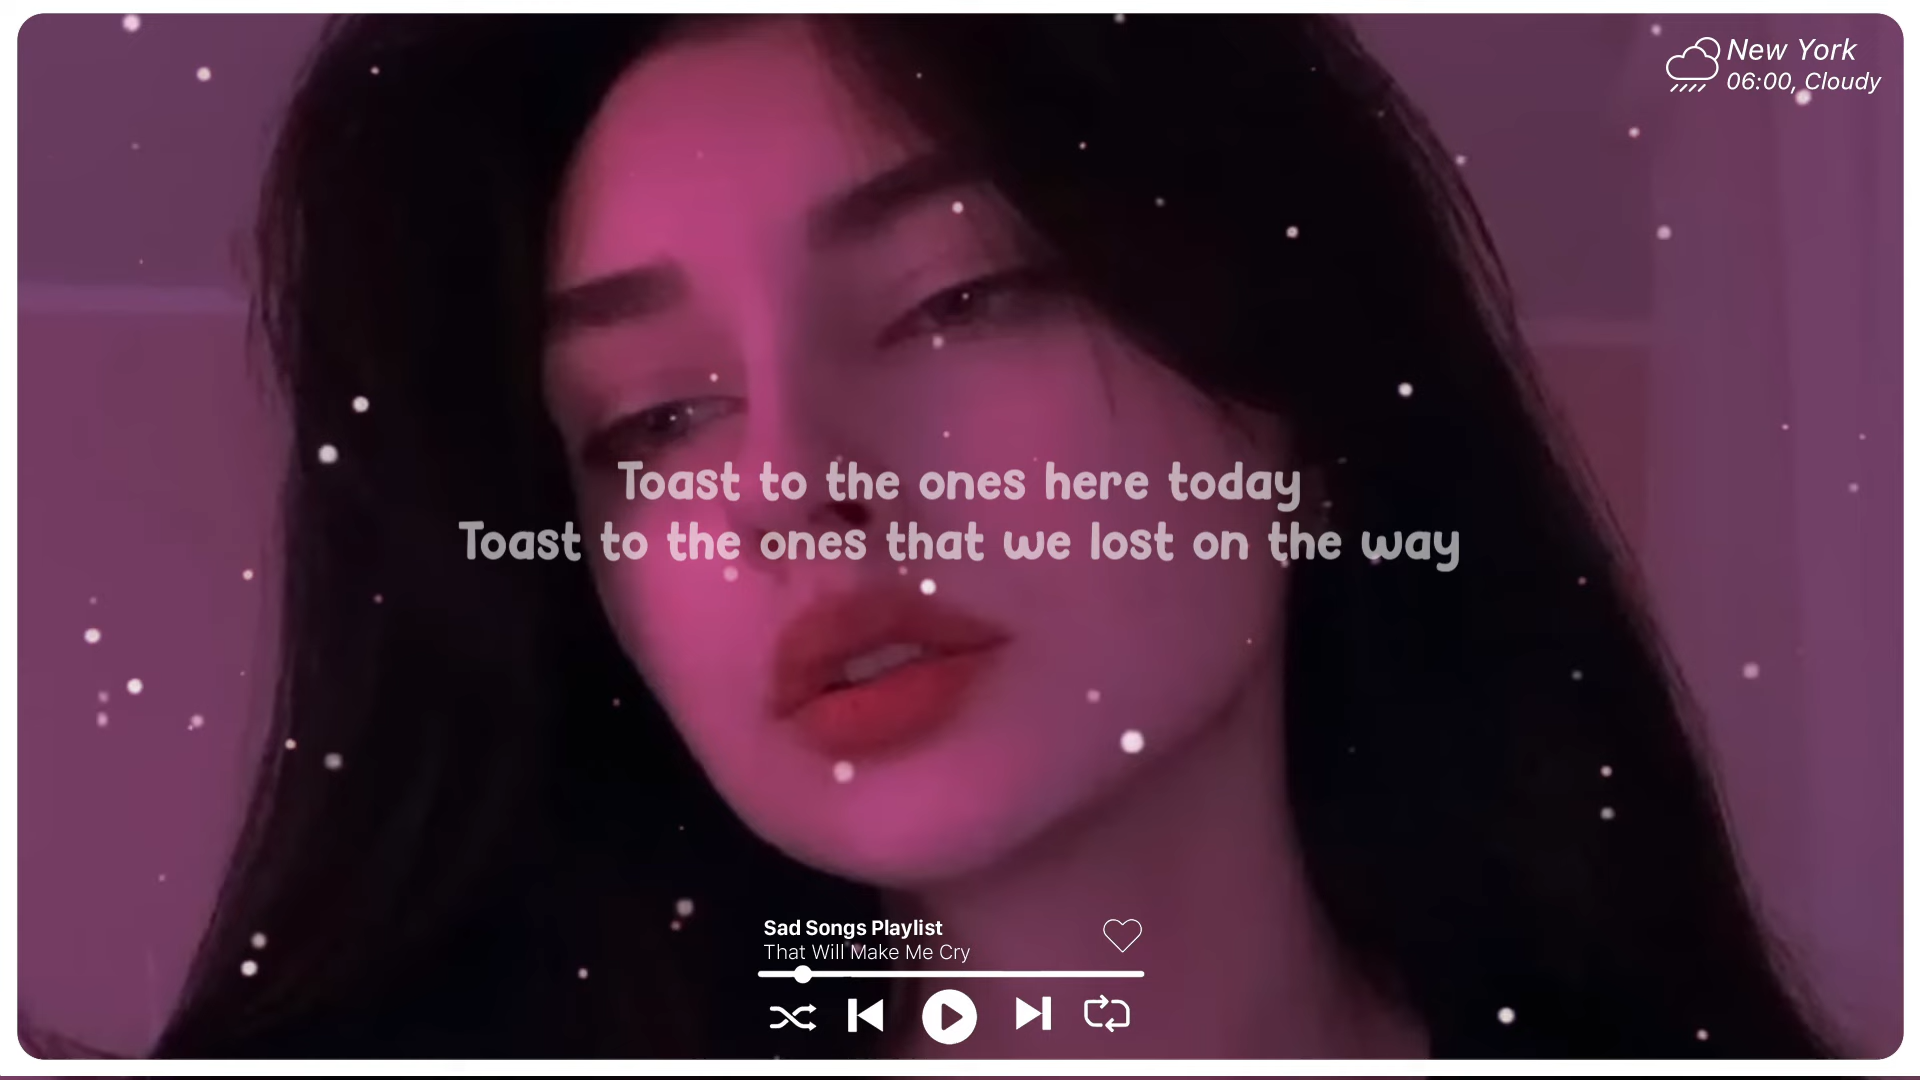 New York
06:00, Cloudy
Toast to the ones here today
Toast to the ones that we lost on the way
Sad Songs Playlist
That Will Make Me Cry